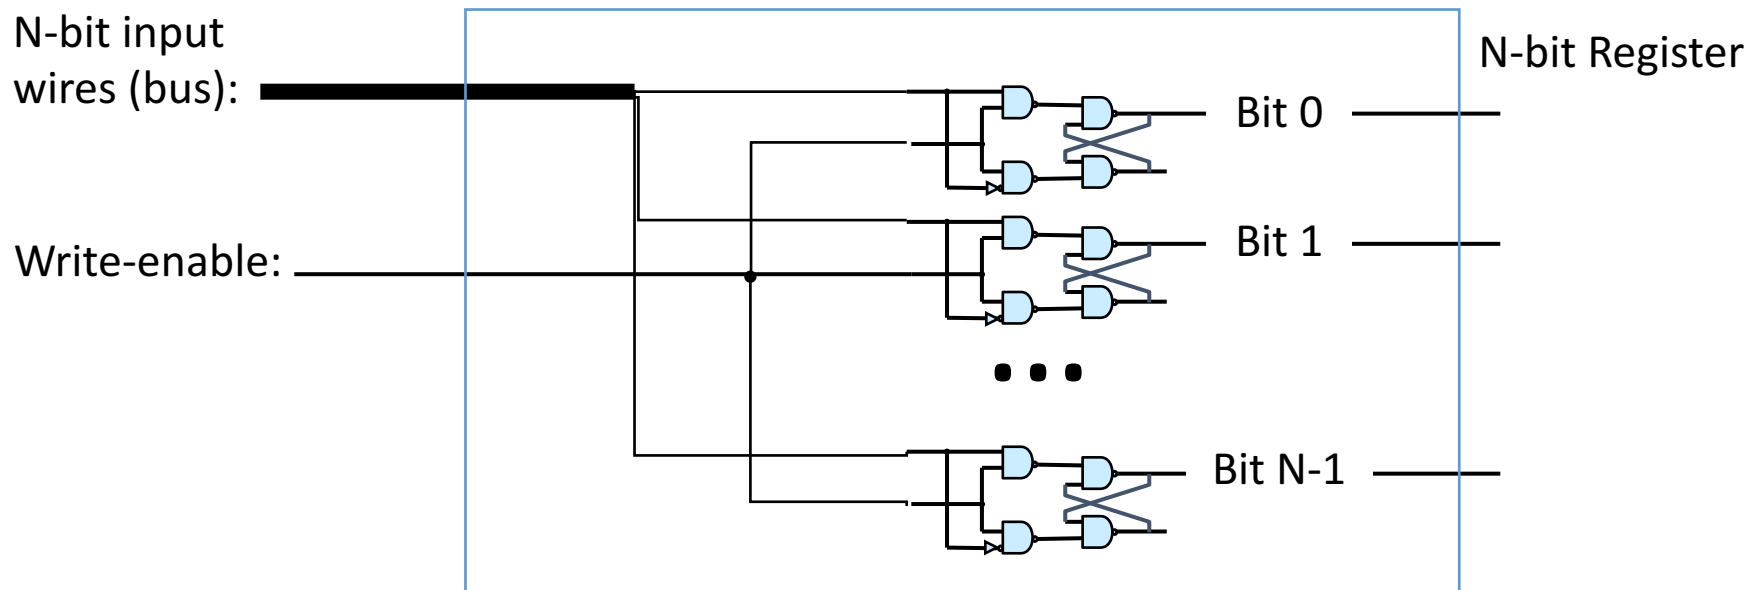 N-bit input
wires (bus):
N-bit Register
Bit 0
Write-enable:
Bit 1
Bit N-1